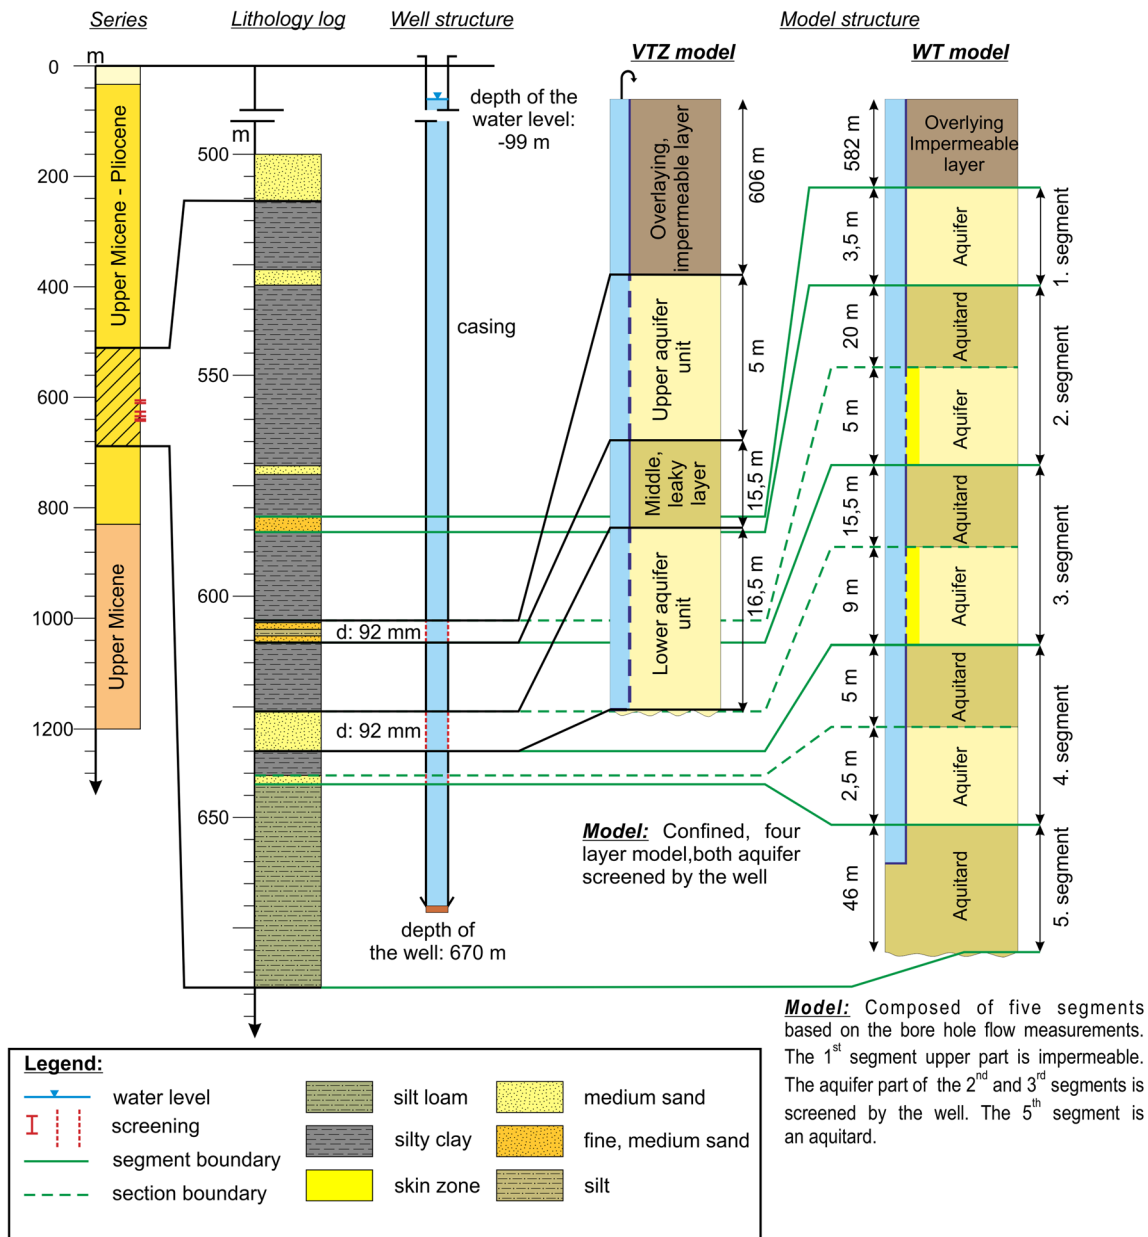 Series
Lithology log
Well structure
Model structure
VTZ model
WT model
m
0
200
400
600
800
1000
1200
Upper Micene - Pliocene
Upper Micene
m
500
550
600
650
depth of the
water level:
-99 m
casing
d: 92 mm
d: 92 mm
depth of
the well: 670 m
Overlaying,
impermeable layer
Upper aquifer
unit
Middle,
leaky
layer
Lower aquifer
unit
606 m
5 m
15,5 m
16,5 m
Model: Confined, four
layer model,both aquifer
screened by the well
582 m
3,5 m
20 m
5 m
15,5 m
9 m
5 m
2,5 m
46 m
Overlying
Impermeable
layer
Aquifer
Aquitard
Aquifer
Aquitard
Aquifer
Aquitard
Aquifer
Aquitard
1. segment
2. segment
3. segment
4. segment
5. segment
Model: Composed of five segments
based on the bore hole flow measurements.
The 1st segment upper part is impermeable.
The aquifer part of the 2nd and 3rd segments is
screened by the well. The 5th segment is
an aquitard.
Legend:
water level
screening
segment boundary
section boundary
silt loam
silty clay
skin zone
medium sand
fine, medium sand
silt